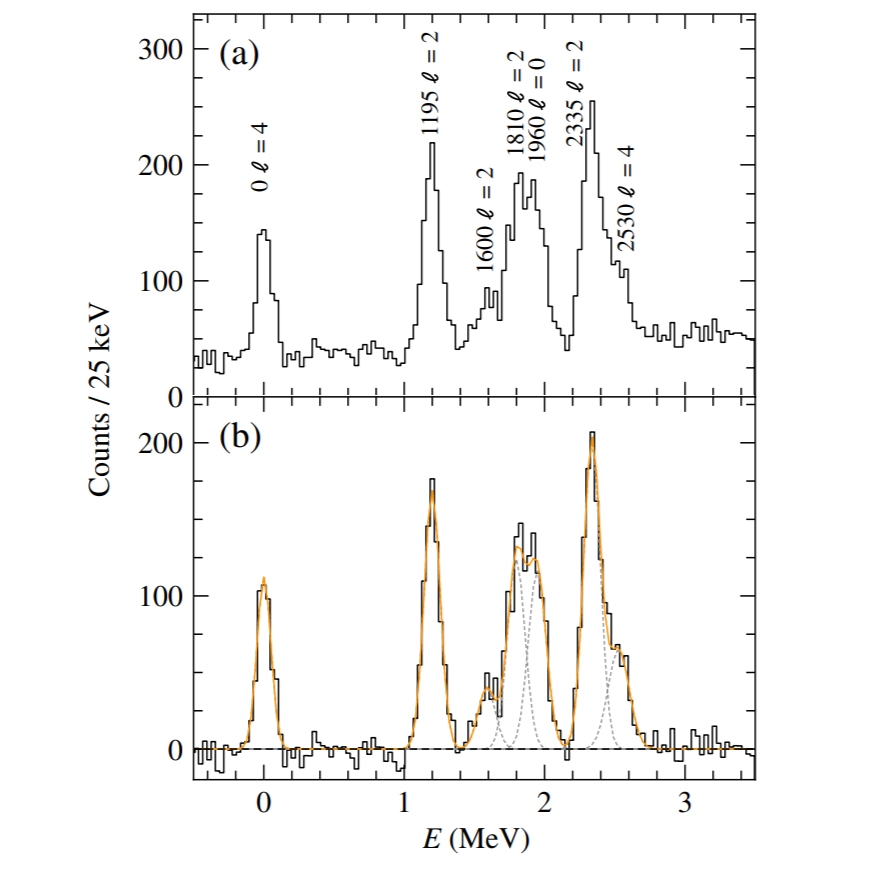 (a)
300
200
100
0
0 ℓ = 4
1195 ℓ = 2
1600 ℓ = 2
1810 ℓ = 2
1960 ℓ = 0
2335 ℓ = 2
2530 ℓ = 4
Counts / 25 keV
(b)
200
100
0
0 1 2 3
E (MeV)